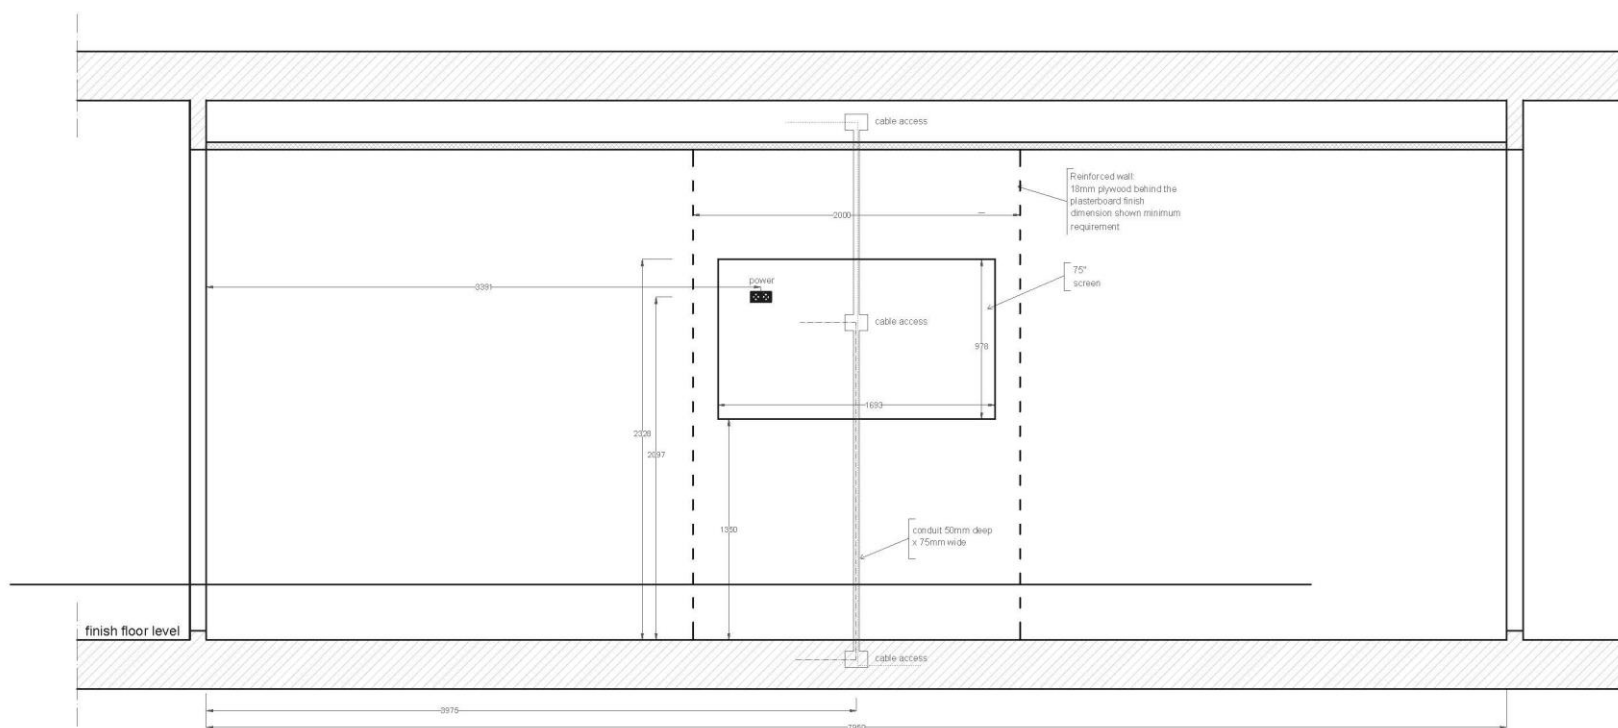 cable access
Reinforced wall:
18mm plywood behind the
plasterboard finish
dimension shown minimum
requirement
2000
75"
screen
power
3391
cable access
978
1693
2328
2097
1350
conduit 50mm deep
x 75mm wide
finish floor level
cable access
3975